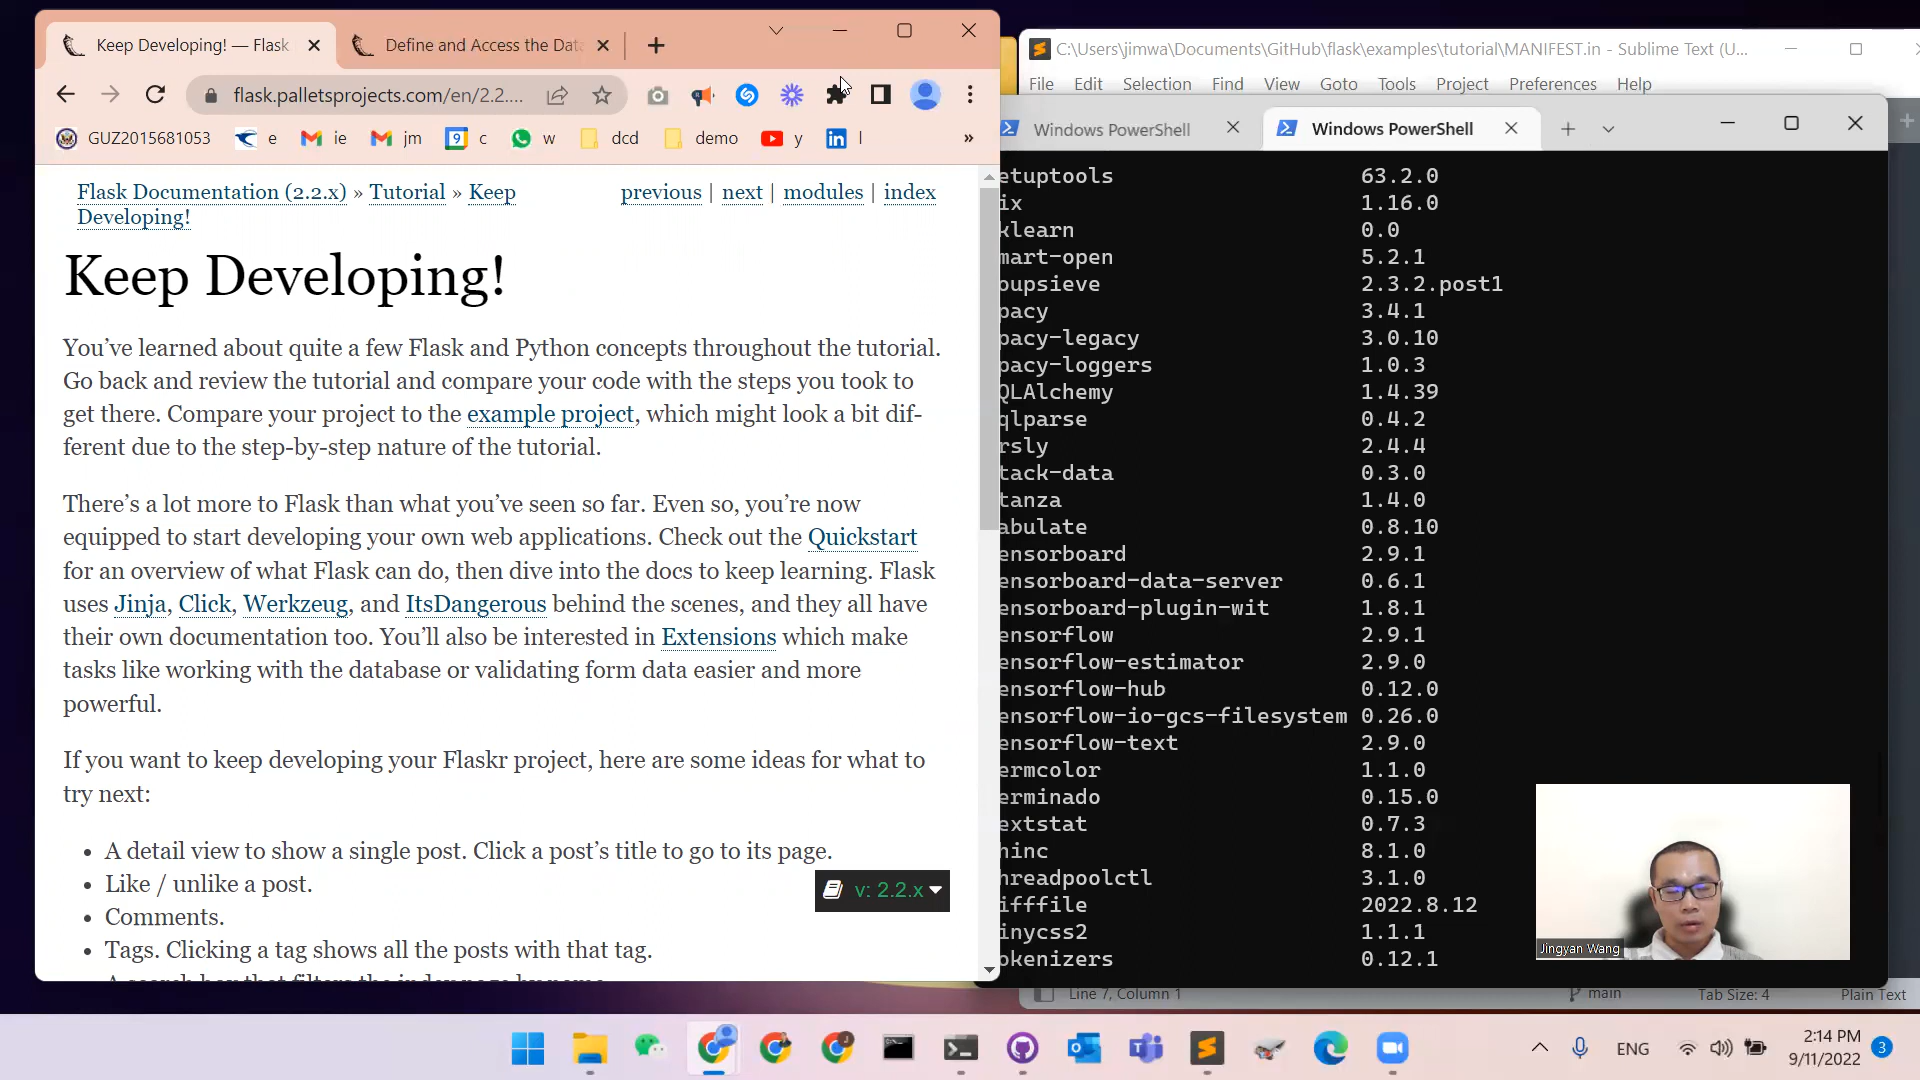 Keep Developing! — Flask
Define and Access the Dat
flask.palletsprojects.com/en/2.2....
GUZ2015681053 e ie jm c w dcd demo y l »
Flask Documentation (2.2.x) » Tutorial » Keep
Developing!
previous | next | modules | index
Keep Developing!
You’ve learned about quite a few Flask and Python concepts throughout the tutorial.
Go back and review the tutorial and compare your code with the steps you took to
get there. Compare your project to the example project, which might look a bit dif-
ferent due to the step-by-step nature of the tutorial.
There’s a lot more to Flask than what you’ve seen so far. Even so, you’re now
equipped to start developing your own web applications. Check out the Quickstart
for an overview of what Flask can do, then dive into the docs to keep learning. Flask
uses Jinja, Click, Werkzeug, and ItsDangerous behind the scenes, and they all have
their own documentation too. You’ll also be interested in Extensions which make
tasks like working with the database or validating form data easier and more
powerful.
If you want to keep developing your Flaskr project, here are some ideas for what to
try next:
• A detail view to show a single post. Click a post’s title to go to its page.
• Like / unlike a post.
• Comments.
• Tags. Clicking a tag shows all the posts with that tag.
v: 2.2.x
C:\Users\jimwa\Documents\GitHub\flask\examples\tutorial\MANIFEST.in - Sublime Text (U...
File Edit Selection Find View Goto Tools Project Preferences Help
Windows PowerShell
Windows PowerShell
etuptools 63.2.0
ix 1.16.0
klearn 0.0
mart-open 5.2.1
oupsieve 2.3.2.post1
pacy 3.4.1
pacy-legacy 3.0.10
pacy-loggers 1.0.3
QLAlchemy 1.4.39
qlparse 0.4.2
rsly 2.4.4
tack-data 0.3.0
tanza 1.4.0
abulate 0.8.10
ensorboard 2.9.1
ensorboard-data-server 0.6.1
ensorboard-plugin-wit 1.8.1
ensorflow 2.9.1
ensorflow-estimator 2.9.0
ensorflow-hub 0.12.0
ensorflow-io-gcs-filesystem 0.26.0
ensorflow-text 2.9.0
ermcolor 1.1.0
erminado 0.15.0
extstat 0.7.3
hinc 8.1.0
hreadpoolctl 3.1.0
ifffile 2022.8.12
inycss2 1.1.1
okenizers 0.12.1
Jingyan Wang
Line 7, Column 1
main
Tab Size: 4
Plain Text
ENG
2:14 PM
9/11/2022
3